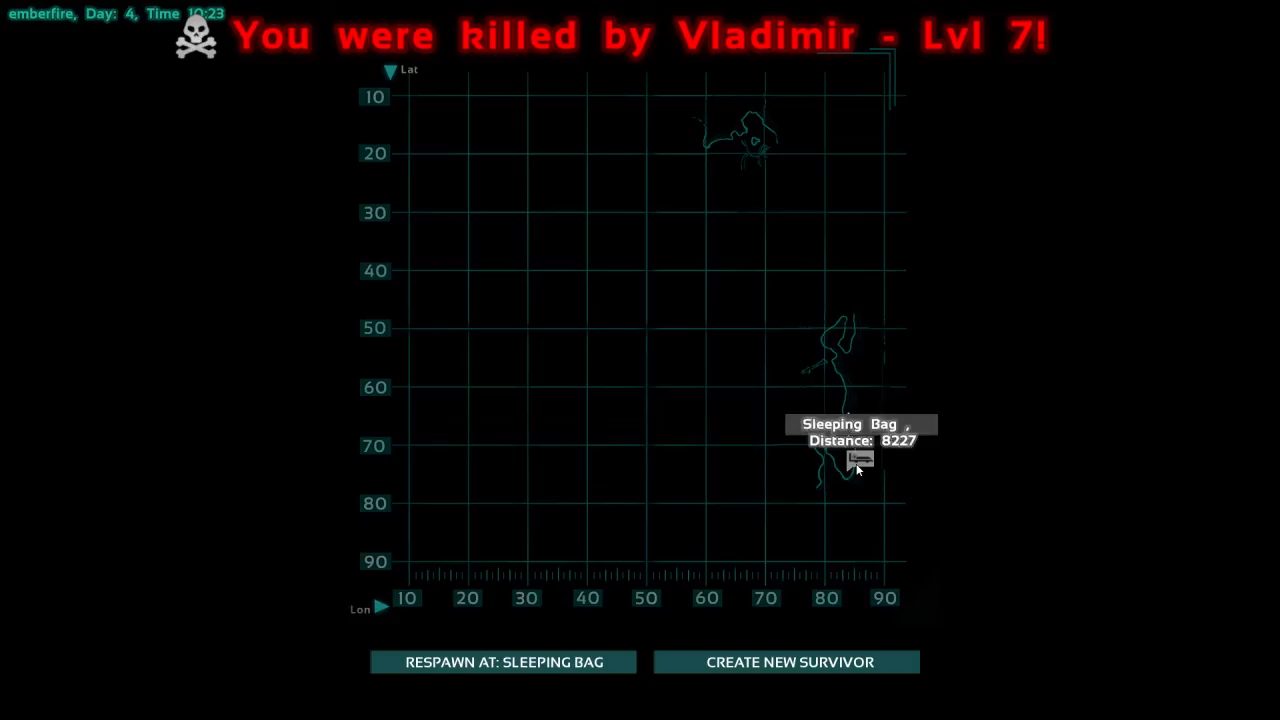 emberfire, Day: 4, Time 10:23
You were killed by Vladimir - Lvl 7!
Lat
10
20
30
40
50
60
Sleeping Bag ,
Distance: 8227
70
80
90
Lon
10 20 30 40 50 60 70 80 90
RESPAWN AT: SLEEPING BAG
CREATE NEW SURVIVOR